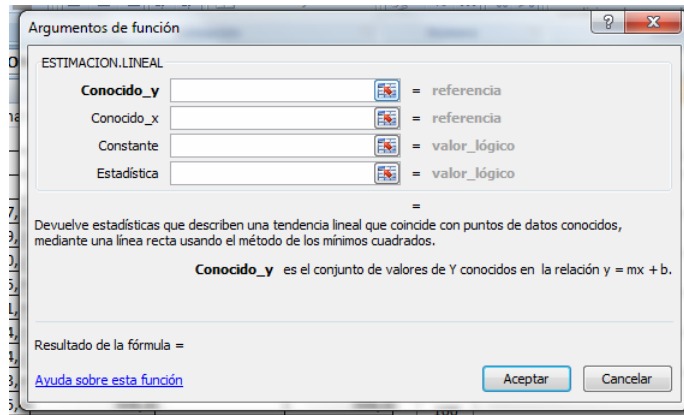 Argumentos de función
ESTIMACION.LINEAL
Conocido_y = referencia
Conocido_x = referencia
Constante = valor_lógico
Estadística = valor_lógico
=
Devuelve estadísticas que describen una tendencia lineal que coincide con puntos de datos conocidos,
mediante una línea recta usando el método de los mínimos cuadrados.
Conocido_y es el conjunto de valores de Y conocidos en la relación y = mx + b.
Resultado de la fórmula =
Ayuda sobre esta función
Aceptar Cancelar